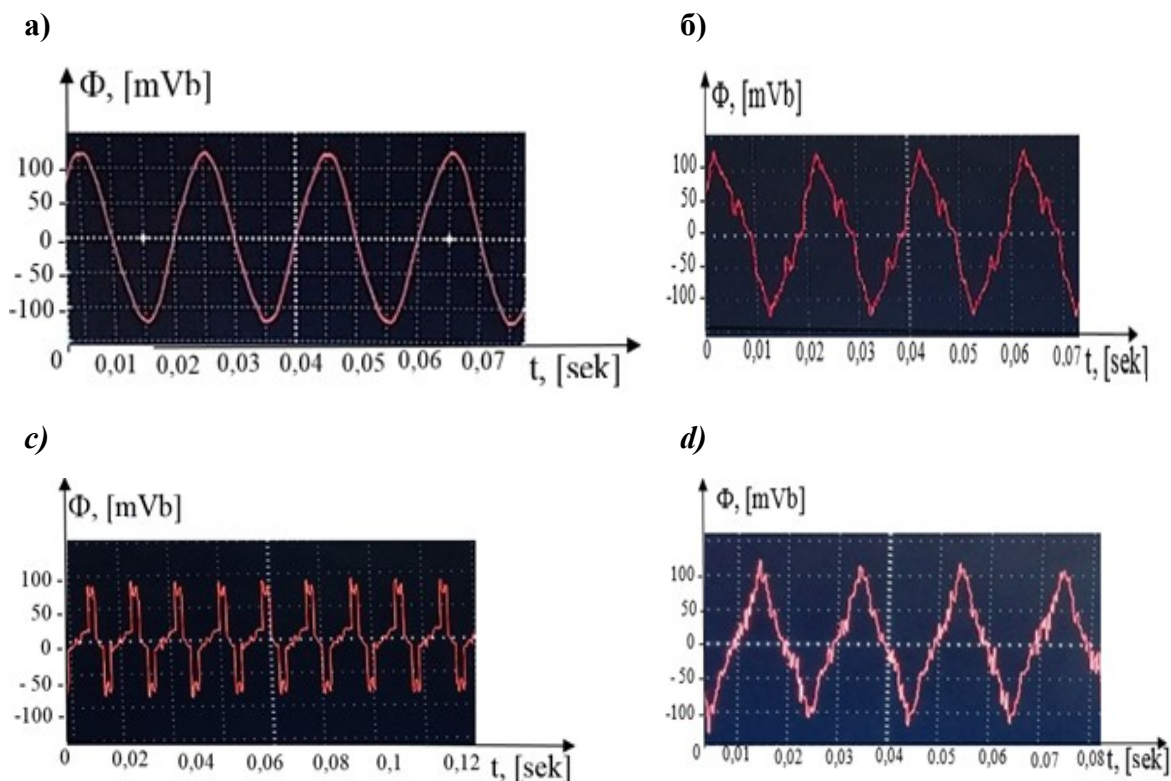 а)
Φ, [mVb]
100
50
0
- 50
-100
0 0,01 0,02 0,03 0,04 0,05 0,06 0,07
t, [sek]
б)
Φ, [mVb]
100
50
0
- 50
-100
0 0,01 0,02 0,03 0,04 0,05 0,06 0,07
t, [sek]
c)
Φ, [mVb]
100
50
0
- 50
-100
0 0,02 0,04 0,06 0,08 0,1 0,12
t, [sek]
d)
Φ, [mVb]
100
50
0
- 50
-100
0 0,01 0,02 0,03 0,04 0,05 0,06 0,07 0,08
t, [sek]